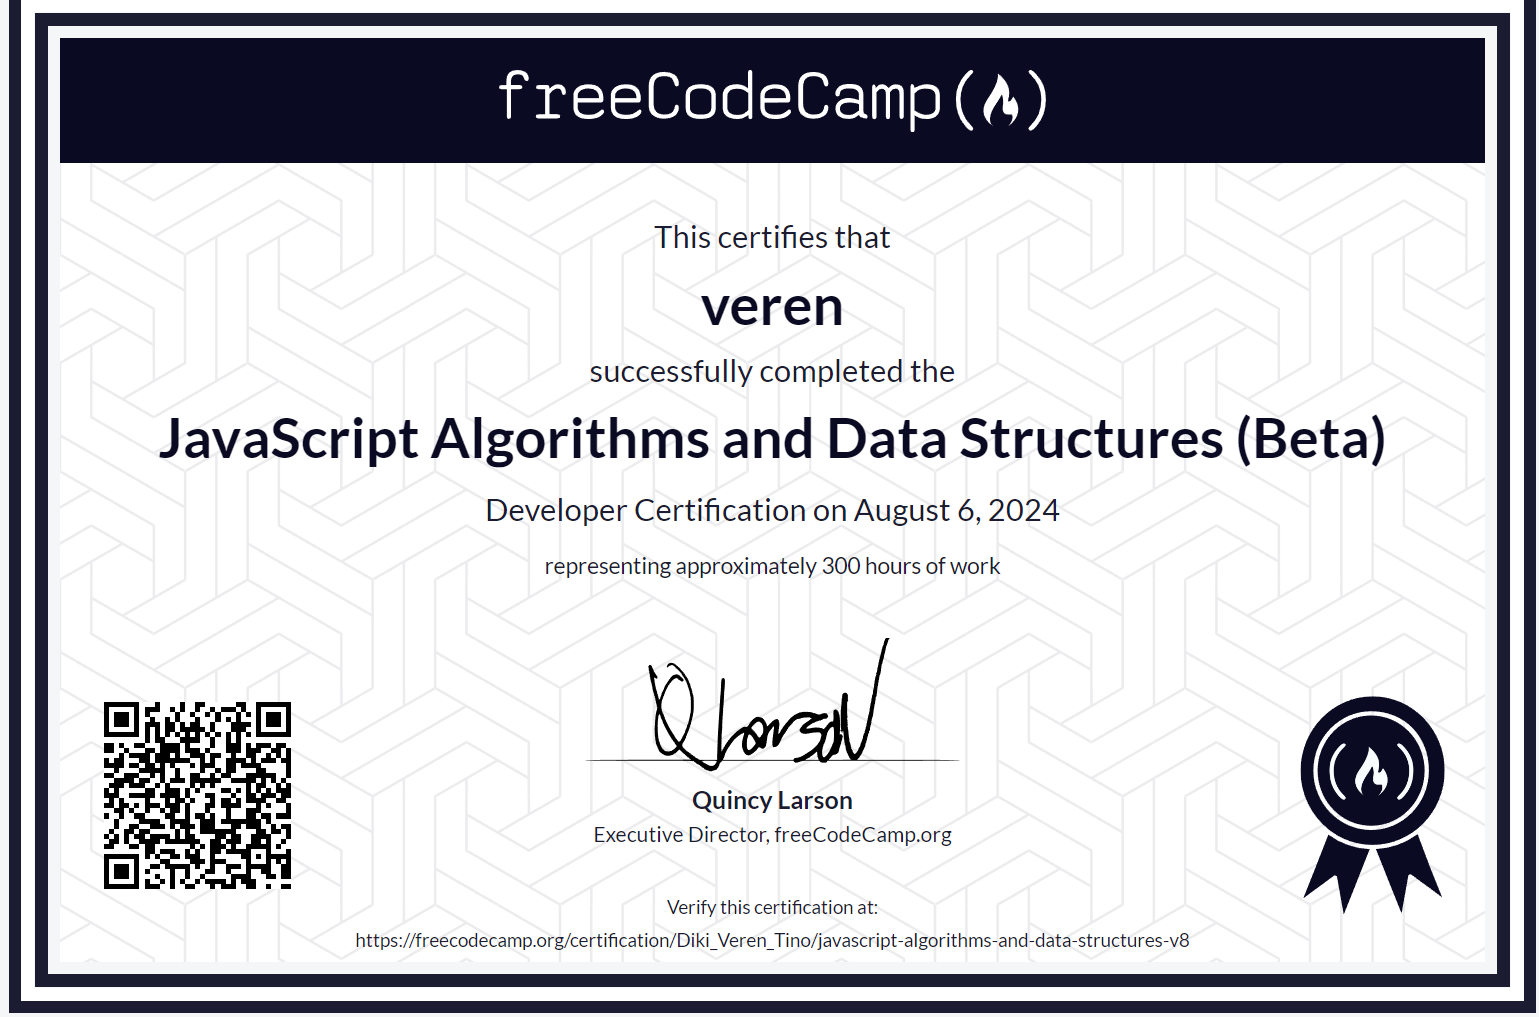 freeCodeCamp
This certifies that
veren
successfully completed the
JavaScript Algorithms and Data Structures (Beta)
Developer Certification on August 6, 2024
representing approximately 300 hours of work
Quincy Larson
Executive Director, freeCodeCamp.org
Verify this certification at:
https://freecodecamp.org/certification/Diki_Veren_Tino/javascript-algorithms-and-data-structures-v8